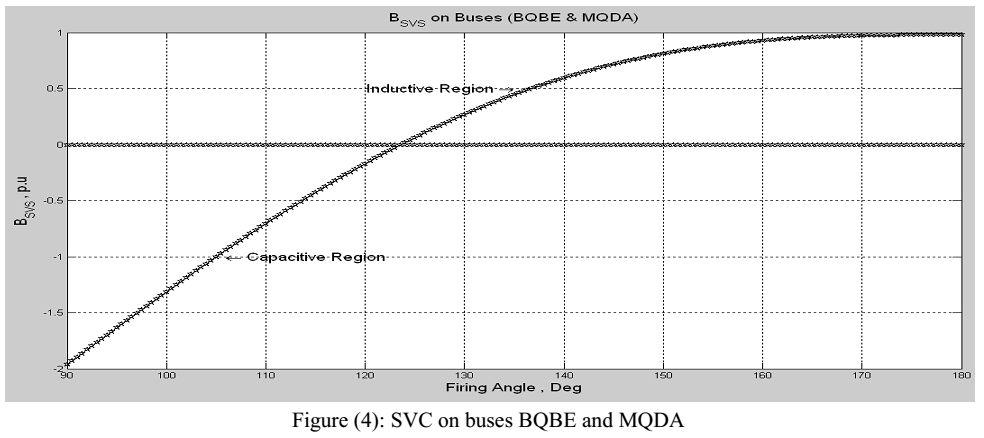 B_SVS on Buses (BQBE & MQDA)
1
0.5
0
-0.5
-1
-1.5
-2
B_SVS , p.u
Inductive Region
Capacitive Region
90 100 110 120 130 140 150 160 170 180
Firing Angle , Deg
Figure (4): SVC on buses BQBE and MQDA